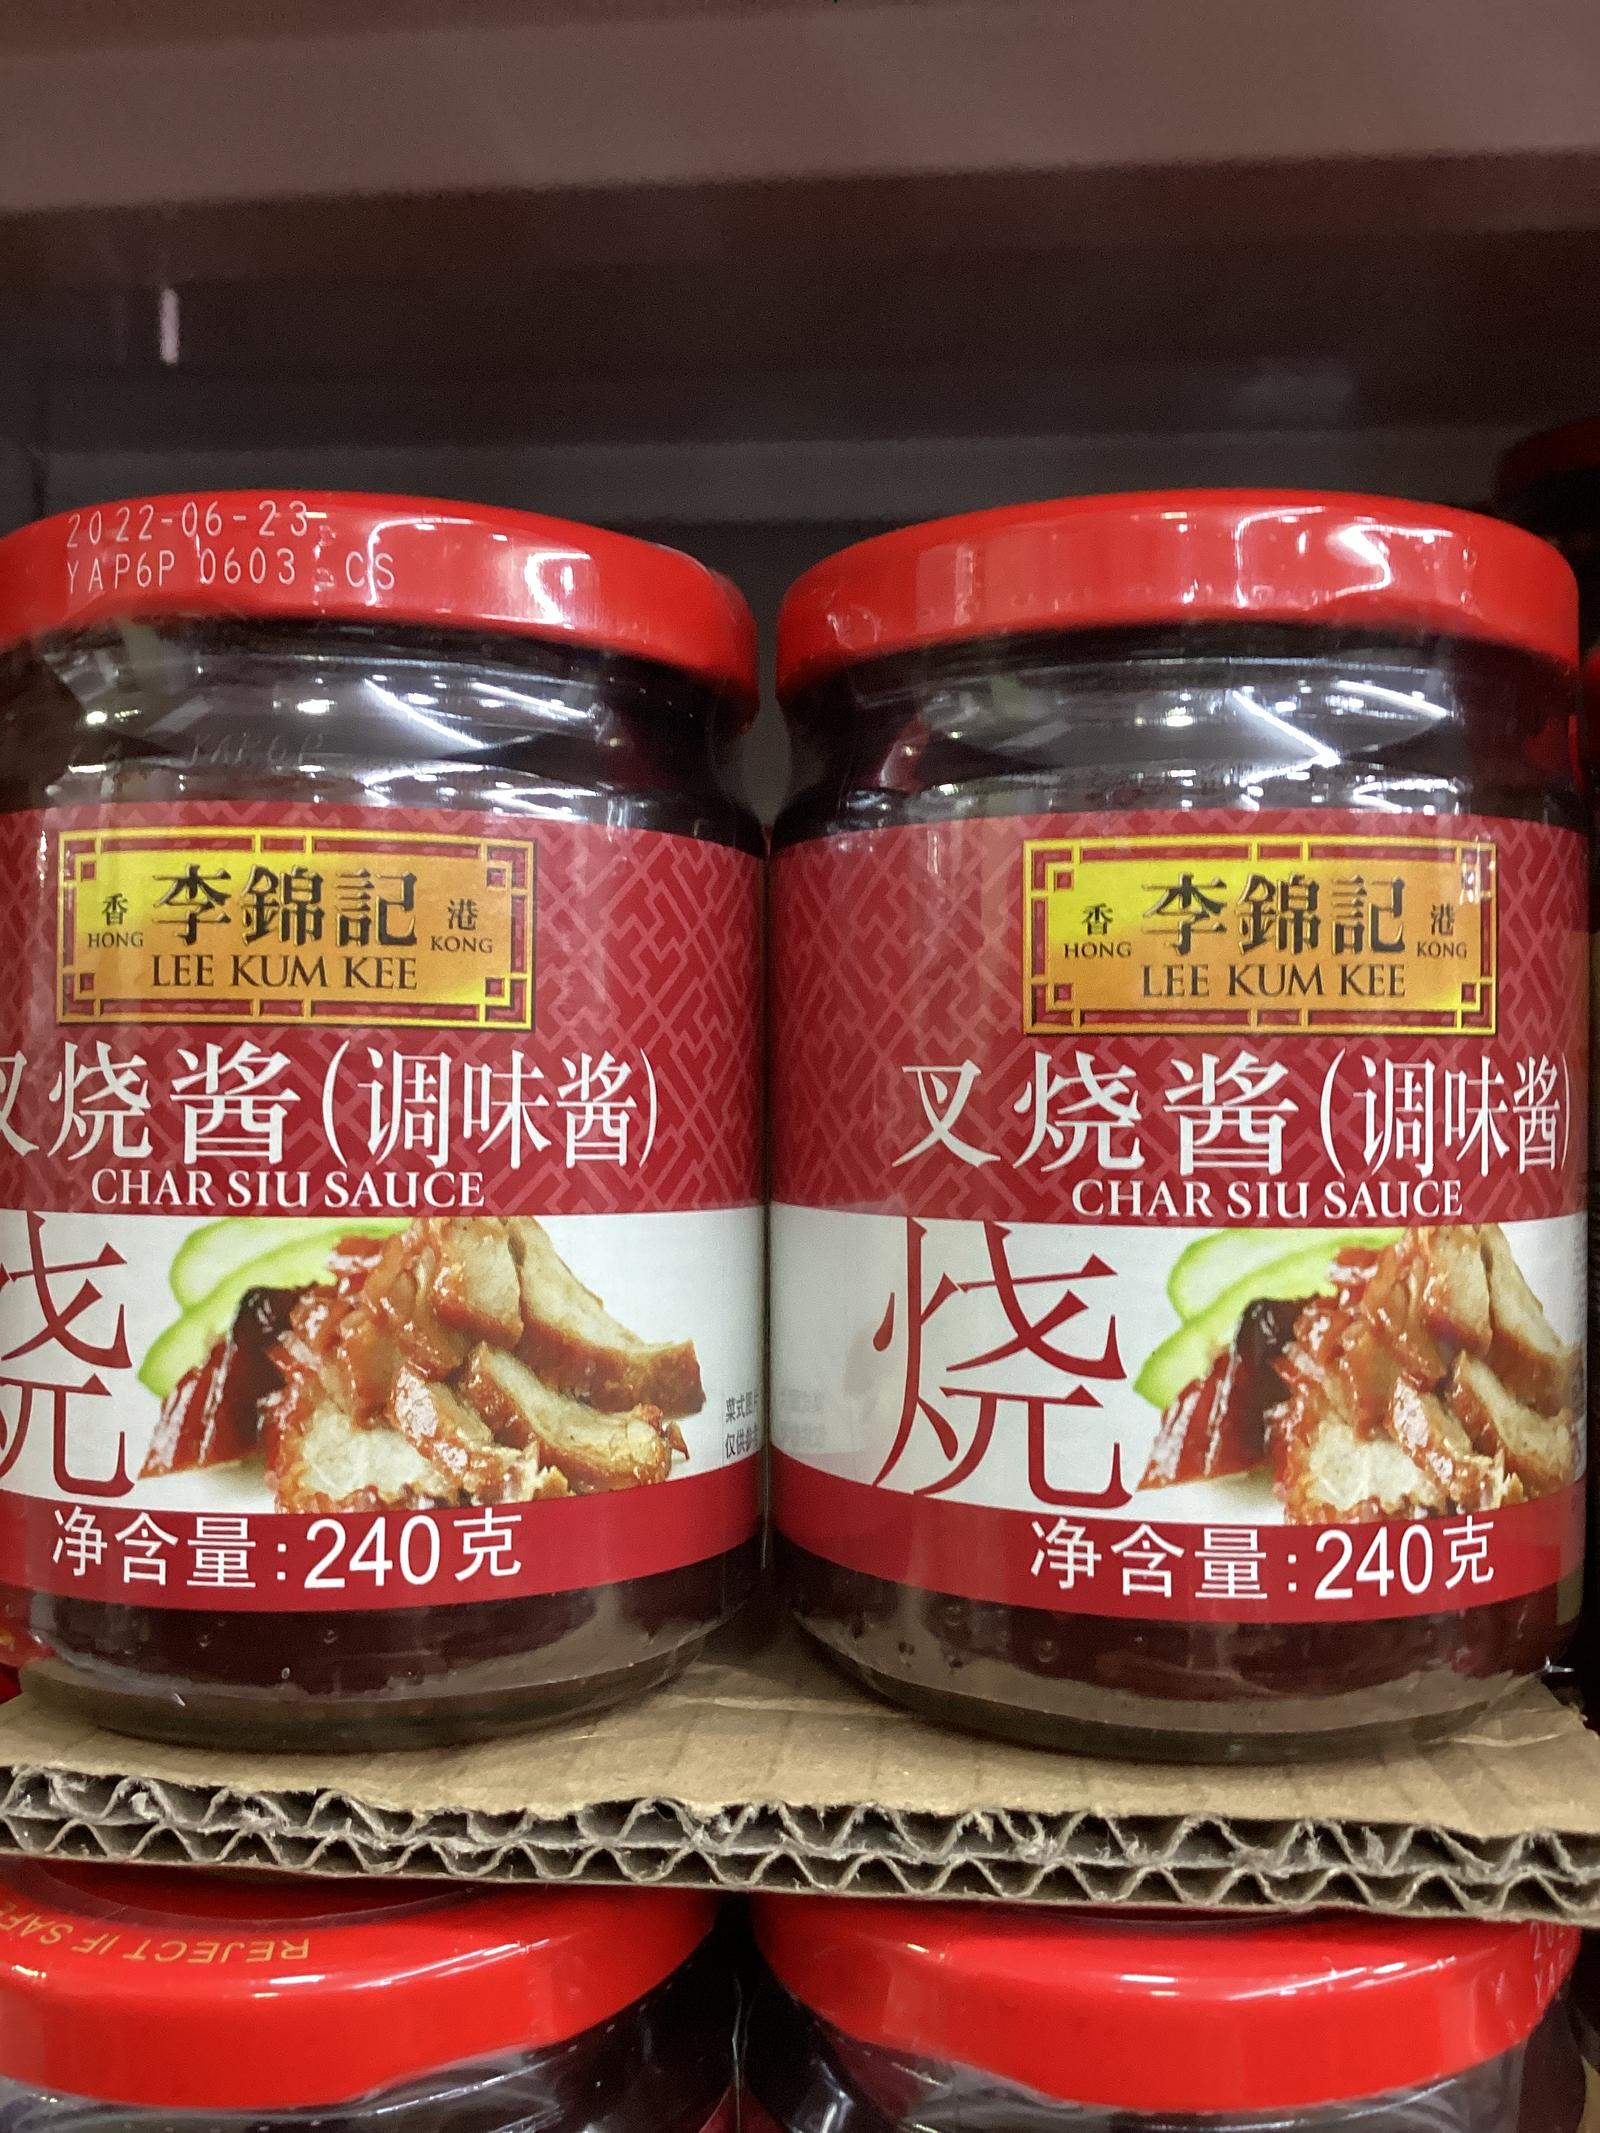 2022-06-23
YAP6P 0603 CS
香 李錦記 港
HONG KONG
LEE KUM KEE
叉烧酱(调味酱)
CHAR SIU SAUCE
烧
净含量:240克
香 李錦記 港
HONG KONG
LEE KUM KEE
叉烧酱(调味酱)
CHAR SIU SAUCE
烧
净含量:240克
REJECT IF